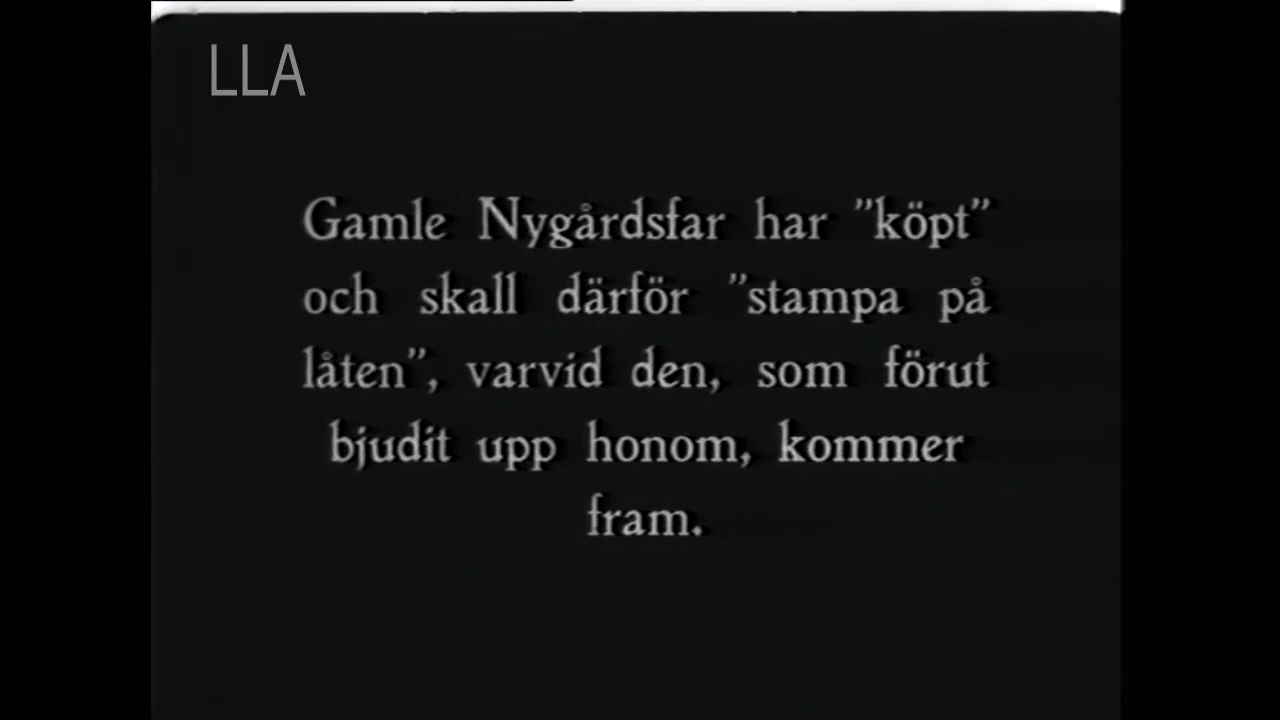 LLA
Gamle Nygårdsfar har ”köpt”
och skall därför ”stampa på
låten”, varvid den, som förut
bjudit upp honom, kommer
fram.